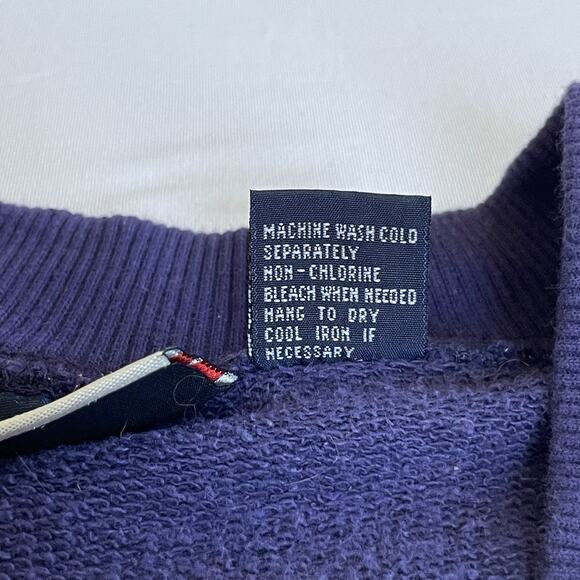 MACHINE WASH COLD
SEPARATELY
NON-CHLORINE
BLEACH WHEN NEEDED
HANG TO DRY
COOL IRON IF
NECESSARY.